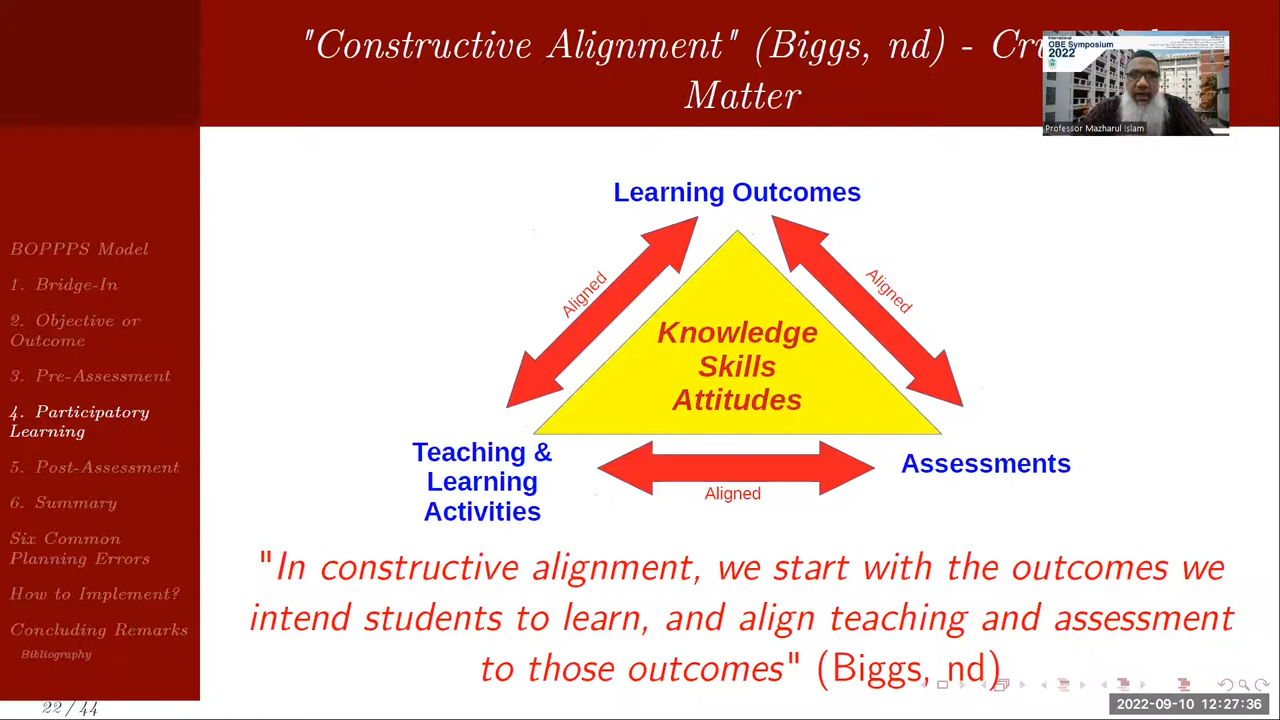 "Constructive Alignment" (Biggs, nd) -
Matter
International
OBE Symposium
2022
Professor Mazharul Islam
BOPPPS Model
1. Bridge-In
2. Objective or
Outcome
3. Pre-Assessment
4. Participatory
Learning
5. Post-Assessment
6. Summary
Six Common
Planning Errors
How to Implement?
Concluding Remarks
Bibliography
22 / 44
Learning Outcomes
Aligned
Aligned
Knowledge
Skills
Attitudes
Teaching &
Learning
Activities
Assessments
Aligned
"In constructive alignment, we start with the outcomes we
intend students to learn, and align teaching and assessment
to those outcomes" (Biggs, nd)
2022-09-10 12:27:36